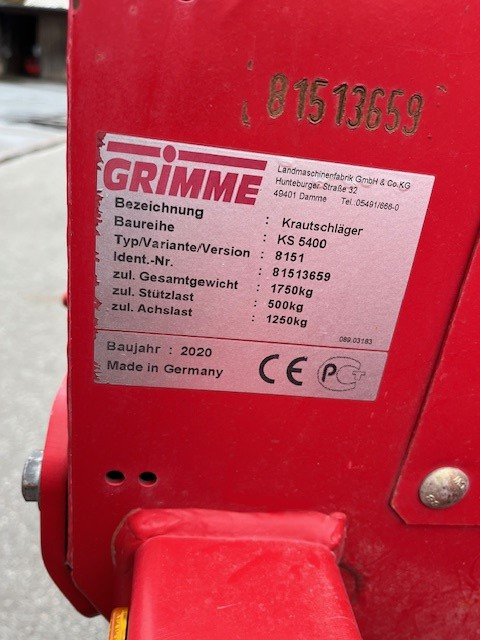 81513659
GRIMME
Landmaschinenfabrik GmbH & Co.KG
Hunteburger Straße 32
49401 Damme Tel.:05491/666-0
Bezeichnung : Krautschläger
Baureihe : KS 5400
Typ/Variante/Version : 8151
Ident.-Nr. : 81513659
zul. Gesamtgewicht : 1750kg
zul. Stützlast : 500kg
zul. Achslast : 1250kg
089.03183
Baujahr : 2020
Made in Germany
CE PCT